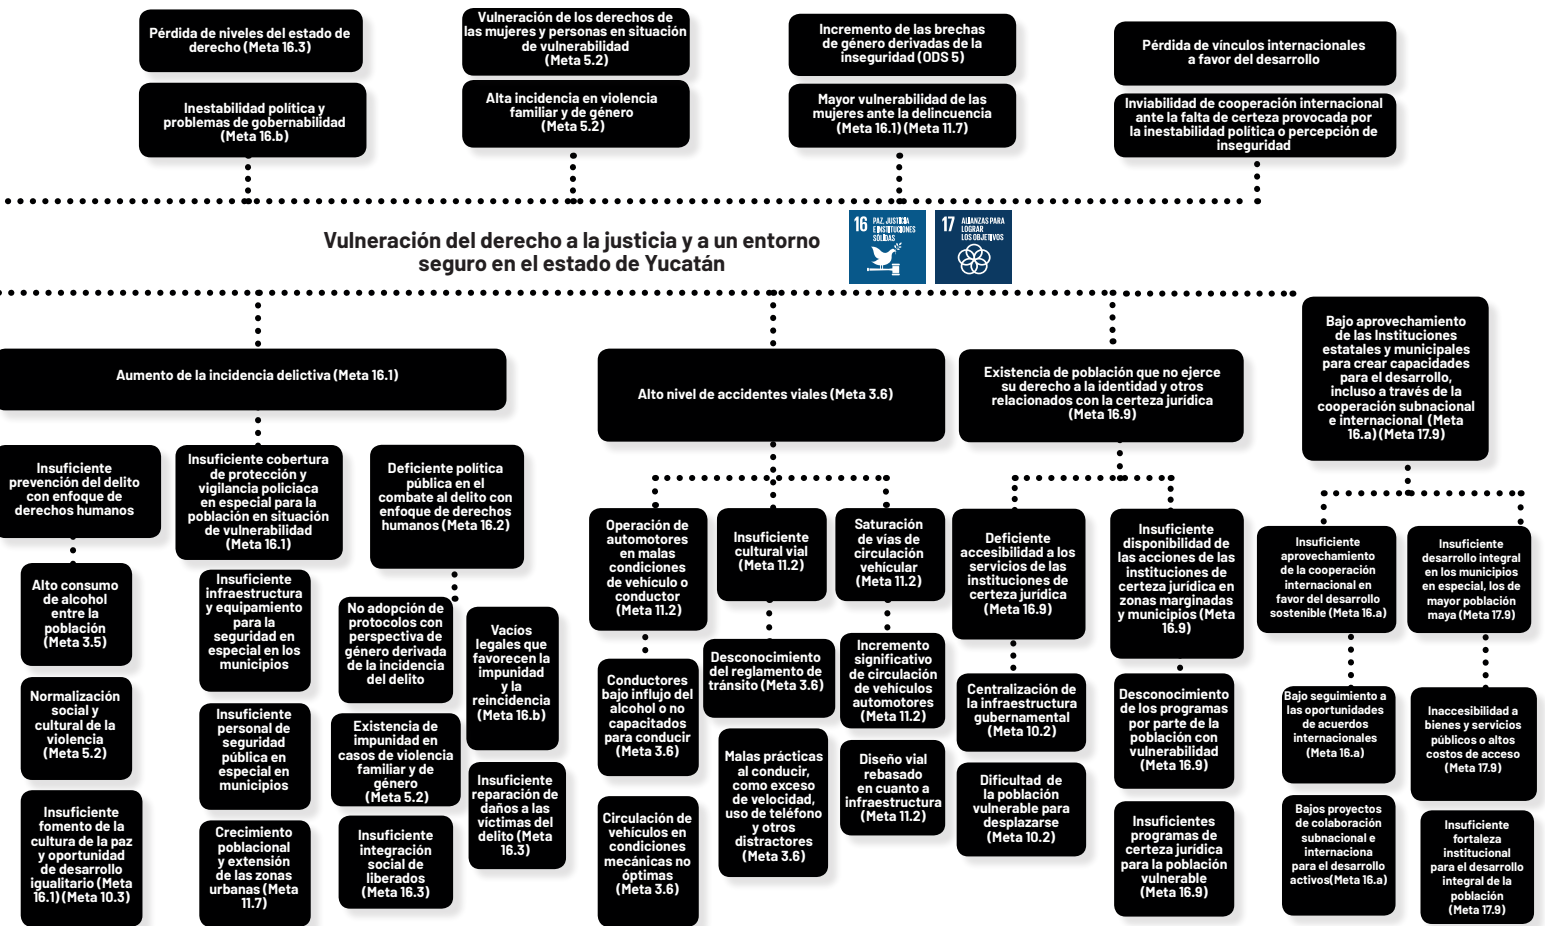 Pérdida de niveles del estado de
derecho (Meta 16.3)
Vulneración de los derechos de
las mujeres y personas en situación
de vulnerabilidad
(Meta 5.2)
Incremento de las brechas
de género derivadas de la
inseguridad (ODS 5)
Pérdida de vínculos internacionales
a favor del desarrollo
Inestabilidad política y
problemas de gobernabilidad
(Meta 16.b)
Alta incidencia en violencia
familiar y de género
(Meta 5.2)
Mayor vulnerabilidad de las
mujeres ante la delincuencia
(Meta 16.1) (Meta 11.7)
Inviabilidad de cooperación internacional
ante la falta de certeza provocada por
la inestabilidad política o percepción de
inseguridad
Vulneración del derecho a la justicia y a un entorno
seguro en el estado de Yucatán
16 PAZ, JUSTICIA
E INSTITUCIONES
SÓLIDAS
17 ALIANZAS PARA
LOGRAR
LOS OBJETIVOS
Aumento de la incidencia delictiva (Meta 16.1)
Alto nivel de accidentes viales (Meta 3.6)
Existencia de población que no ejerce
su derecho a la identidad y otros
relacionados con la certeza jurídica
(Meta 16.9)
Bajo aprovechamiento
de las Instituciones
estatales y municipales
para crear capacidades
para el desarrollo,
incluso a través de la
cooperación subnacional
e internacional (Meta
16.a) (Meta 17.9)
Insuficiente
prevención del delito
con enfoque de
derechos humanos
Insuficiente cobertura
de protección y
vigilancia policiaca
en especial para la
población en situación
de vulnerabilidad
(Meta 16.1)
Deficiente política
pública en el
combate al delito con
enfoque de derechos
humanos (Meta 16.2)
Operación de
automotores
en malas
condiciones
de vehículo o
conductor
(Meta 11.2)
Insuficiente
cultural vial
(Meta 11.2)
Saturación
de vías de
circulación
vehícular
(Meta 11.2)
Deficiente
accesibilidad a los
servicios de las
instituciones de
certeza jurídica
(Meta 16.9)
Insuficiente
disponibilidad de
las acciones de las
instituciones de
certeza jurídica en
zonas marginadas
y municipios (Meta
16.9)
Insuficiente
aprovechamiento
de la cooperación
internacional en
favor del desarrollo
sostenible (Meta 16.a)
Insuficiente
desarrollo integral
en los municipios
en especial, los de
mayor población
maya (Meta 17.9)
Alto consumo
de alcohol
entre la
población
(Meta 3.5)
Insuficiente
infraestructura
y equipamiento
para la
seguridad en
especial en los
municipios
No adopción de
protocolos con
perspectiva de
género derivada
de la incidencia
del delito
Vacíos
legales que
favorecen la
impunidad
y la
reincidencia
(Meta 16.b)
Conductores
bajo influjo del
alcohol o no
capacitados
para conducir
(Meta 3.6)
Desconocimiento
del reglamento de
tránsito (Meta 3.6)
Incremento
significativo
de circulación
de vehículos
automotores
(Meta 11.2)
Centralización de
la infraestructura
gubernamental
(Meta 10.2)
Desconocimiento
de los programas
por parte de la
población con
vulnerabilidad
(Meta 16.9)
Bajo seguimiento a
las oportunidades
de acuerdos
internacionales
(Meta 16.a)
Inaccesibilidad a
bienes y servicios
públicos o altos
costos de acceso
(Meta 17.9)
Normalización
social y
cultural de la
violencia
(Meta 5.2)
Insuficiente
personal de
seguridad
pública en
especial en
municipios
Existencia de
impunidad en
casos de violencia
familiar y de
género
(Meta 5.2)
Insuficiente
reparación de
daños a las
víctimas del
delito (Meta
16.3)
Circulación de
vehículos en
condiciones
mecánicas no
óptimas
(Meta 3.6)
Malas prácticas
al conducir,
como exceso
de velocidad,
uso de teléfono
y otros
distractores
(Meta 3.6)
Diseño vial
rebasado
en cuanto a
infraestructura
(Meta 11.2)
Dificultad de
la población
vulnerable para
desplazarse
(Meta 10.2)
Insuficientes
programas de
certeza jurídica
para la población
vulnerable
(Meta 16.9)
Bajos proyectos
de colaboración
subnacional e
internaciona
para el desarrollo
activos(Meta 16.a)
Insuficiente
fortaleza
institucional
para el desarrollo
integral de la
población
(Meta 17.9)
Insuficiente
fomento de la
cultura de la paz
y oportunidad
de desarrollo
igualitario (Meta
16.1) (Meta 10.3)
Crecimiento
poblacional
y extensión
de las zonas
urbanas (Meta
11.7)
Insuficiente
integración
social de
liberados
(Meta 16.3)